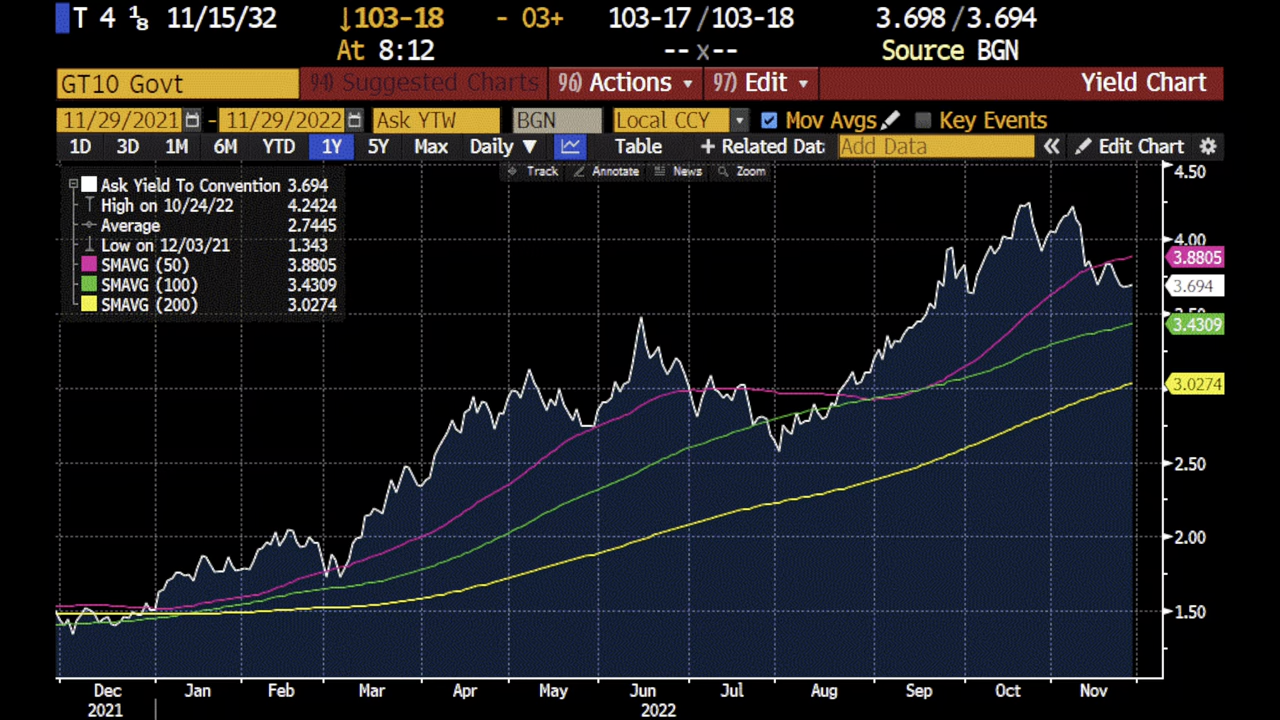 T 4 ⅛ 11/15/32 ↓103-18 - 03+ 103-17/103-18 3.698/3.694
At 8:12 --x-- Source BGN
GT10 Govt 94) Suggested Charts 96) Actions 97) Edit Yield Chart
11/29/2021 - 11/29/2022 Ask YTW BGN Local CCY Mov Avgs Key Events
1D 3D 1M 6M YTD 1Y 5Y Max Daily ▼ Table + Related Dat Add Data « Edit Chart
Track Annotate News Zoom
Ask Yield To Convention 3.694
High on 10/24/22 4.2424
Average 2.7445
Low on 12/03/21 1.343
SMAVG (50) 3.8805
SMAVG (100) 3.4309
SMAVG (200) 3.0274
4.50
4.00
3.8805
3.694
3.50
3.4309
3.0274
2.50
2.00
1.50
Dec Jan Feb Mar Apr May Jun Jul Aug Sep Oct Nov
2021 2022